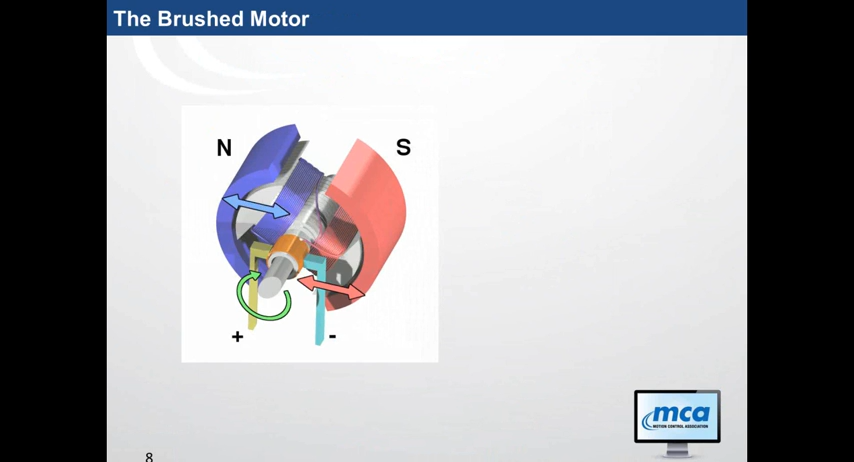 The Brushed Motor
N
S
+
-
mca
MOTION CONTROL ASSOCIATION
8